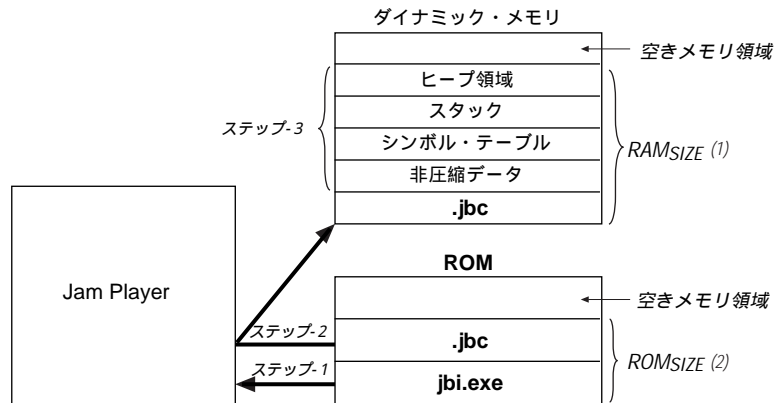 ダイナミック・メモリ
空きメモリ領域
ヒープ領域
スタック
ステップ-3
シンボル・テーブル
RAMSIZE (1)
非圧縮データ
.jbc
ROM
Jam Player
空きメモリ領域
ステップ-2
.jbc
ROMSIZE (2)
ステップ-1
jbi.exe